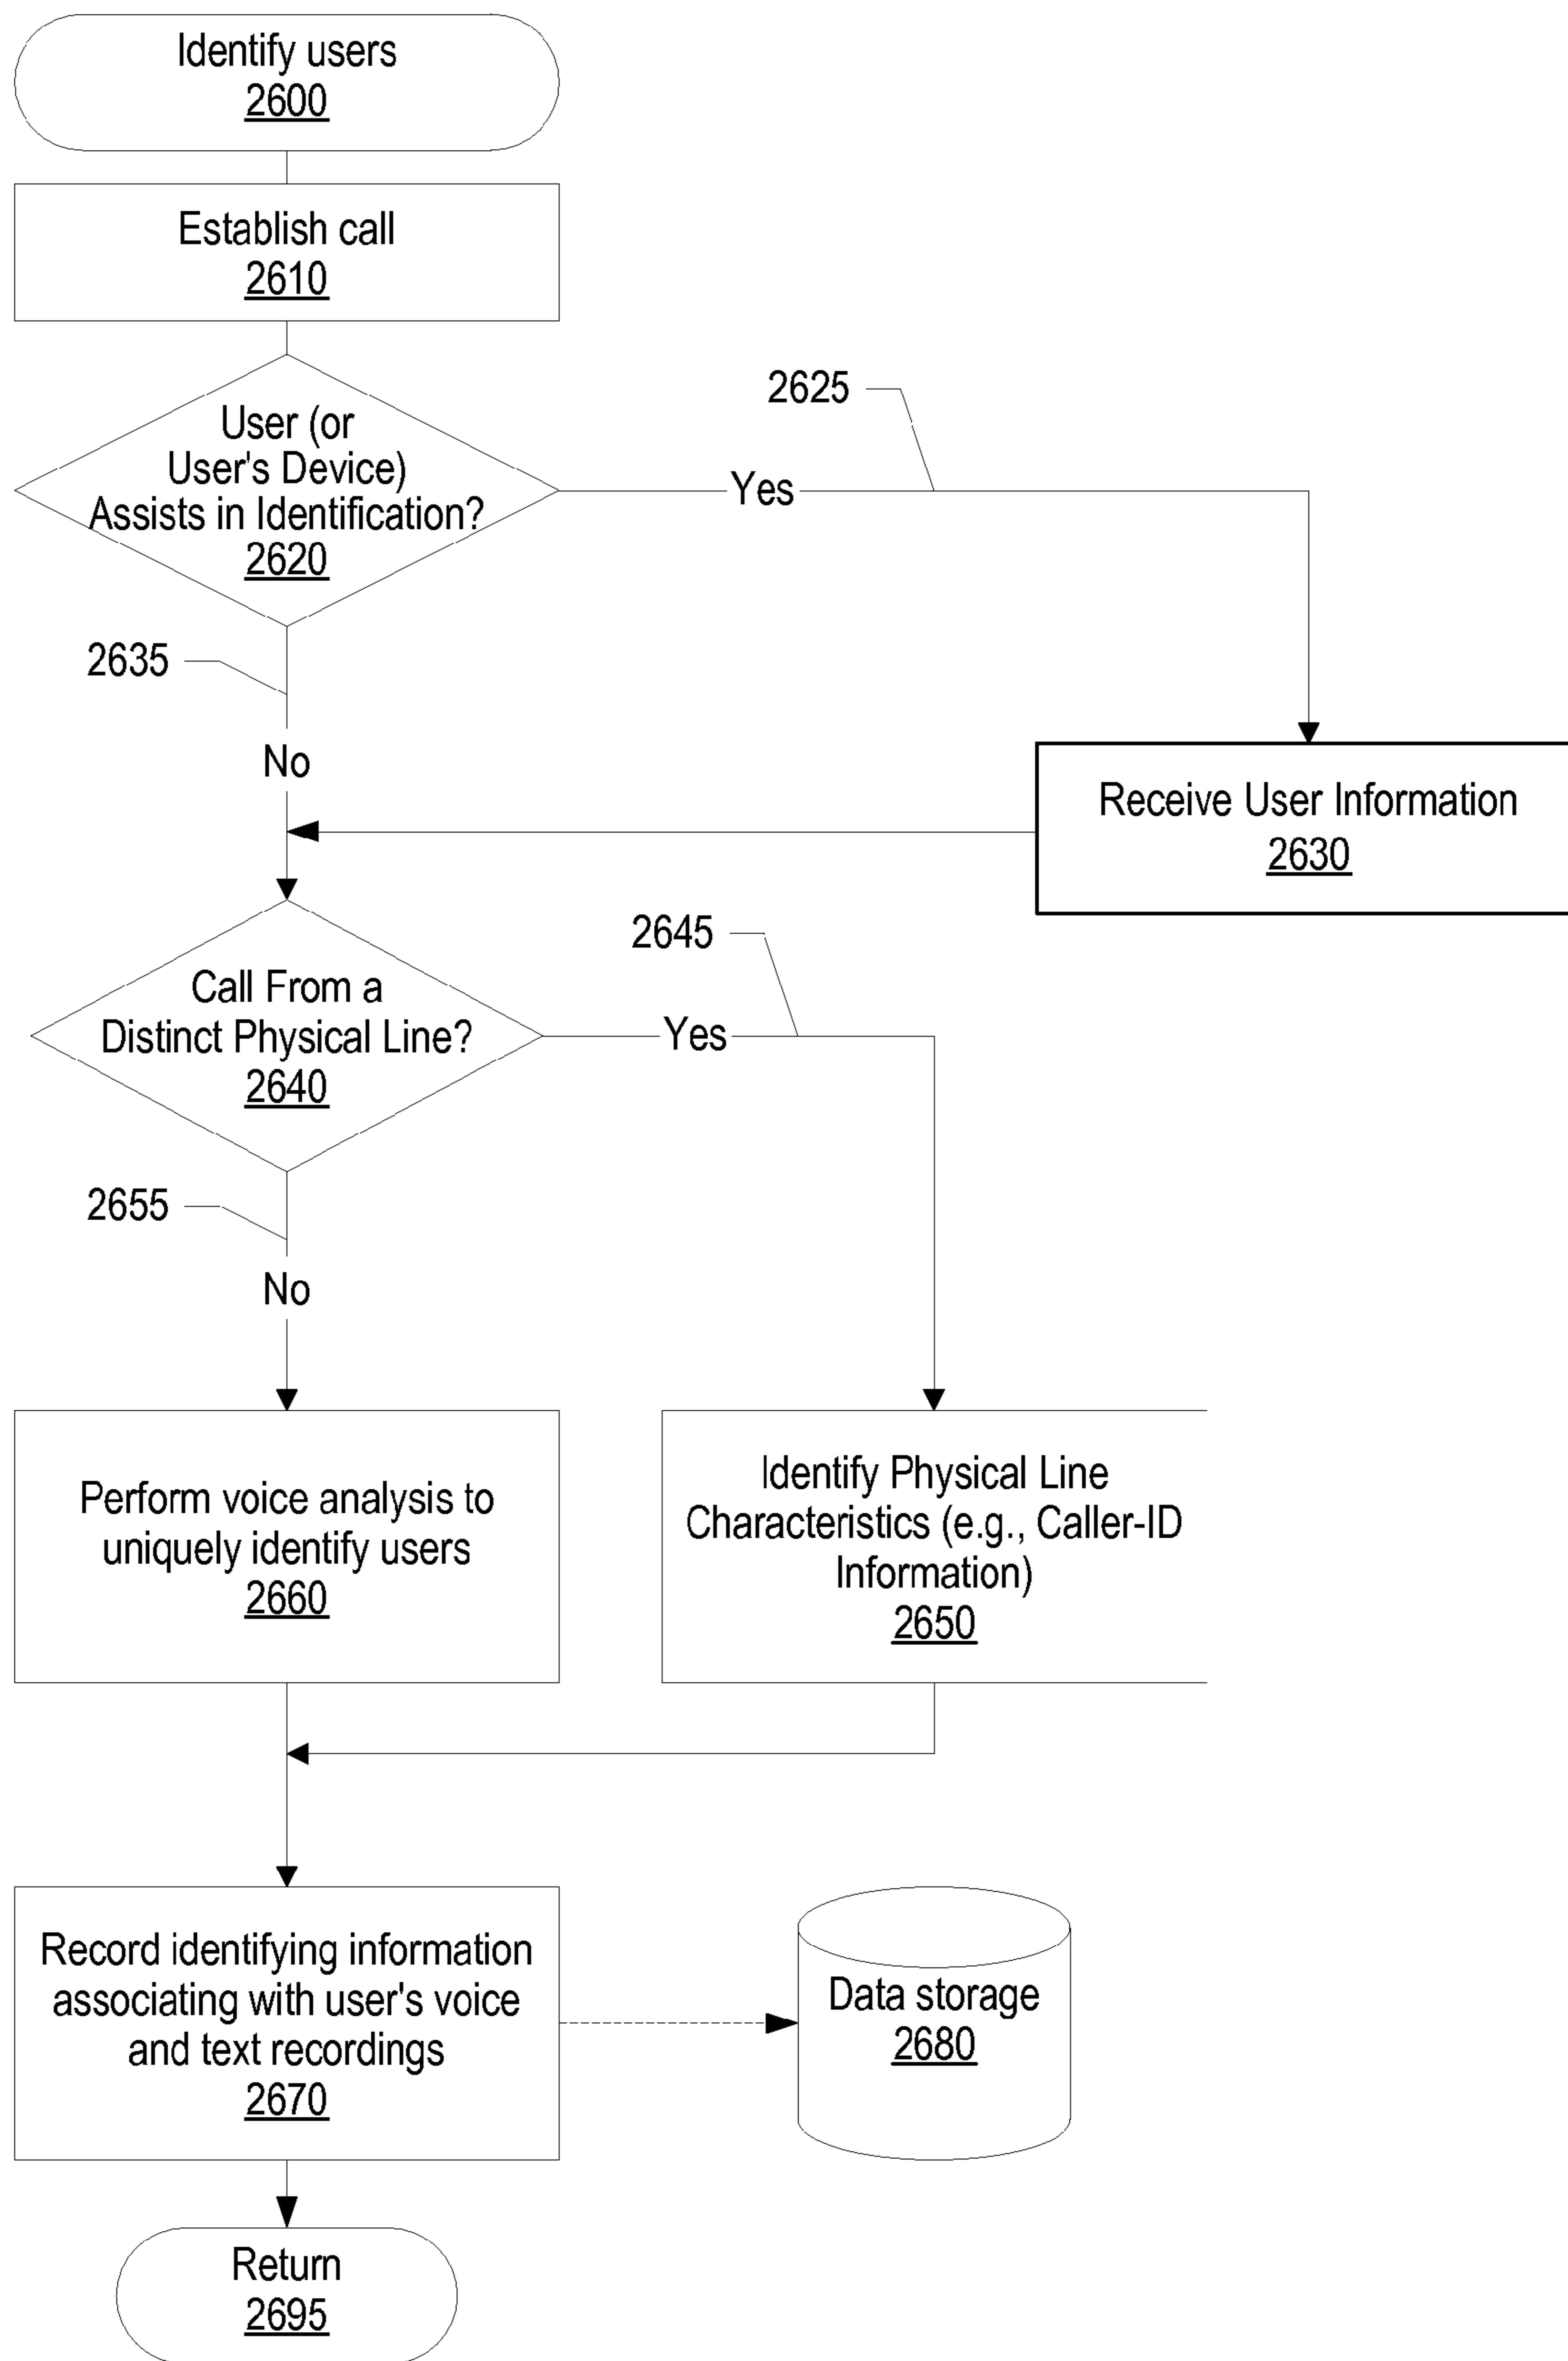 Identify users
2600
Establish call
2610
User (or
User's Device)
Assists in Identification?
2620
2625
Yes
2635
No
Receive User Information
2630
Call From a
Distinct Physical Line?
2640
2645
Yes
2655
No
Perform voice analysis to
uniquely identify users
2660
Identify Physical Line
Characteristics (e.g., Caller-ID
Information)
2650
Record identifying information
associating with user's voice
and text recordings
2670
Data storage
2680
Return
2695